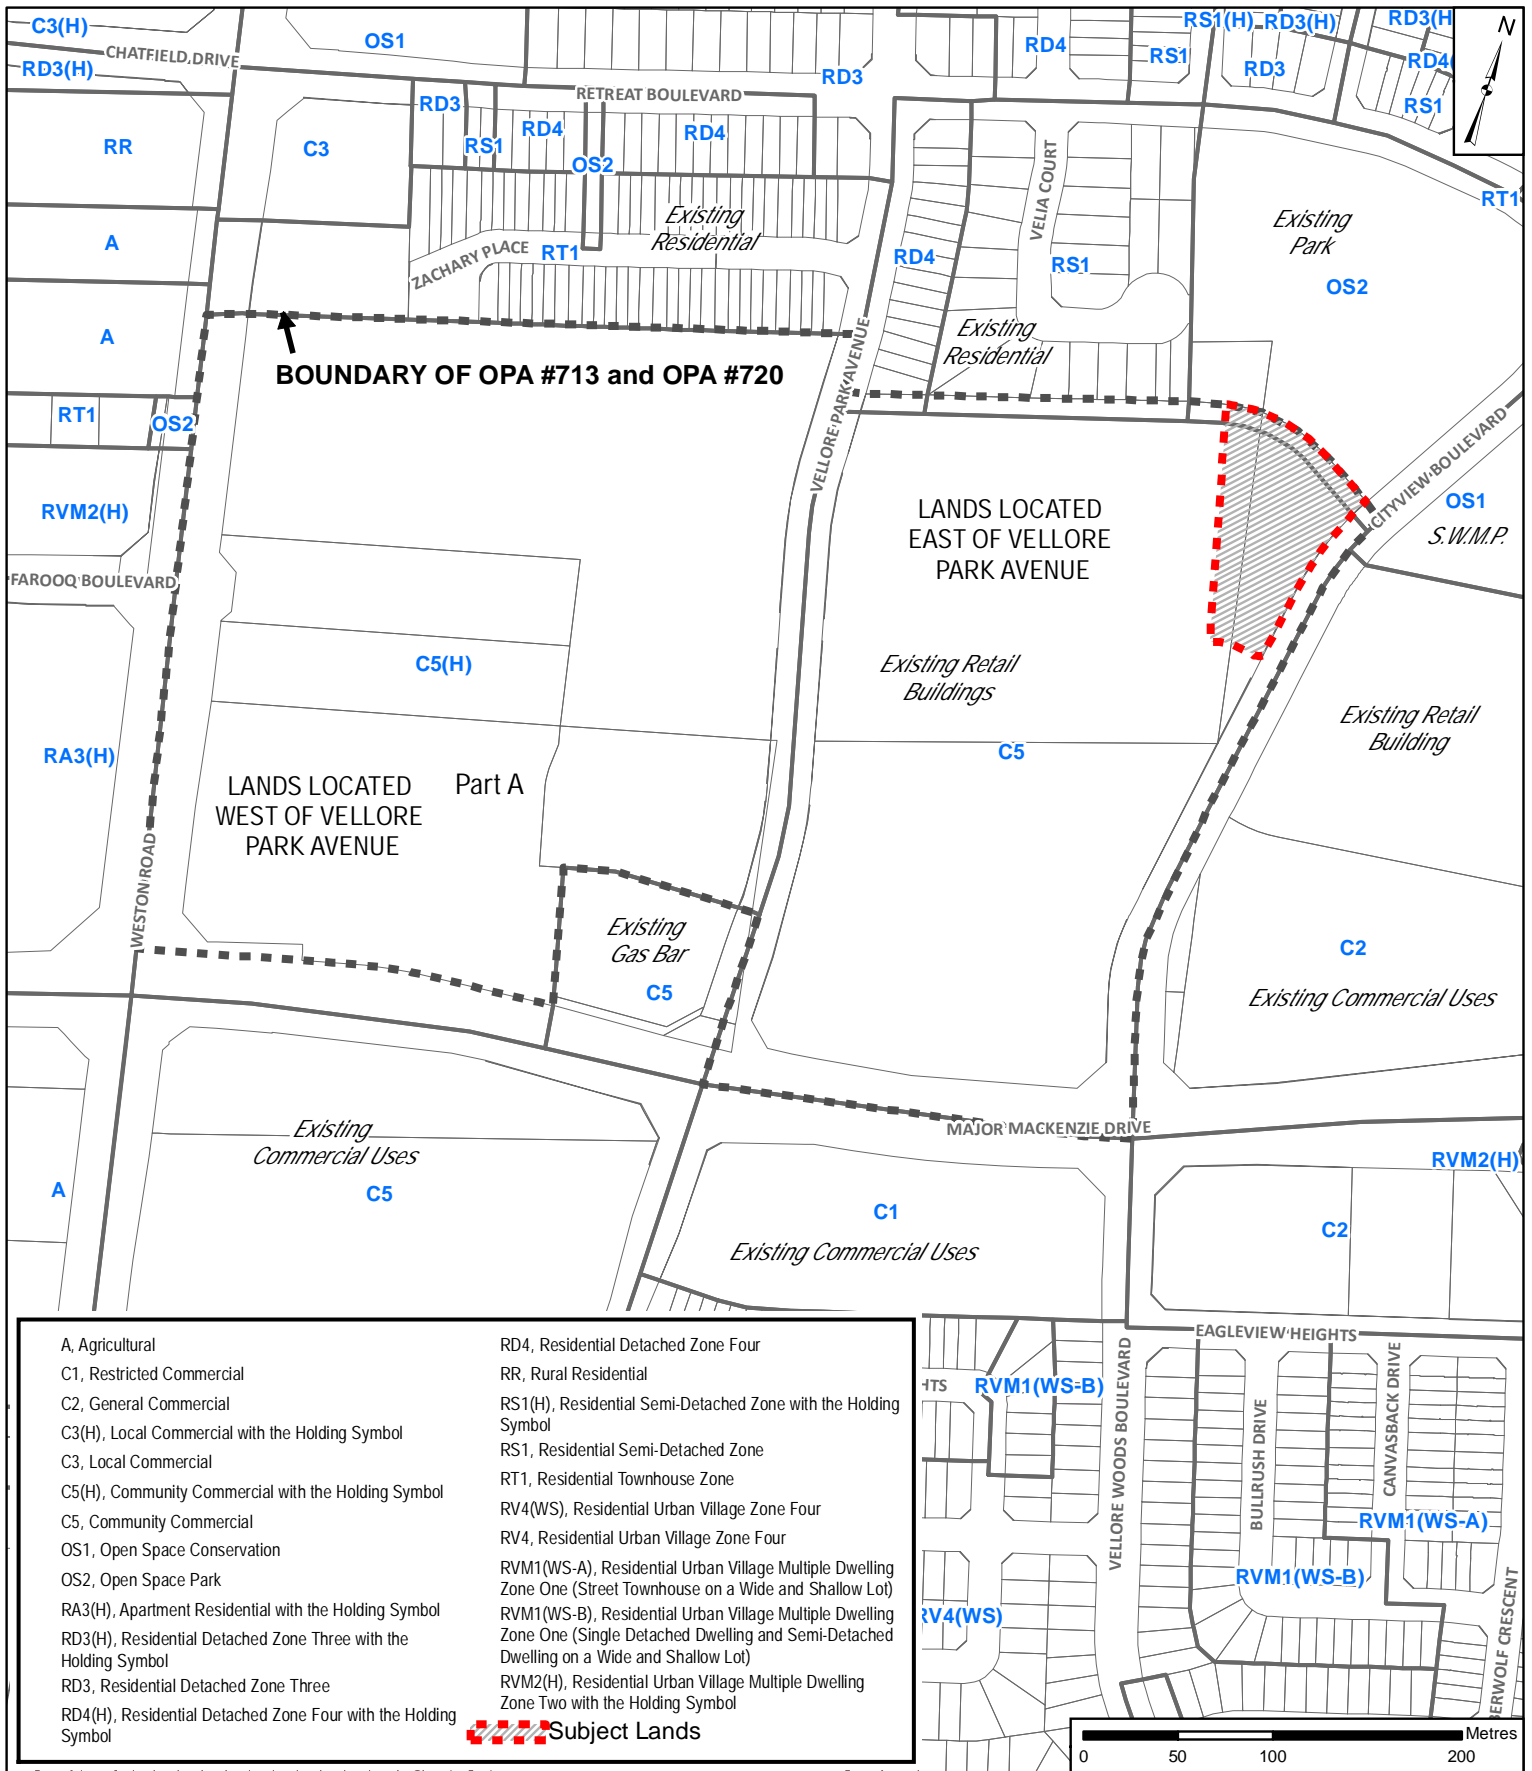 C3(H)
CHATFIELD DRIVE
RD3(H)
OS1
RD3
RD4
RS1
RS1(H)
RD3(H)
RD3(H
RD3
RD4(
RS1
N
RETREAT BOULEVARD
RR
C3
RD3
RS1
RD4
OS2
RD4
A
Existing
Residential
ZACHARY PLACE
RT1
RD4
VELIA COURT
RS1
Existing
Park
OS2
RT1
A
Existing
Residential
BOUNDARY OF OPA #713 and OPA #720
VELLORE PARK AVENUE
RT1
OS2
RVM2(H)
FAROOQ BOULEVARD
LANDS LOCATED
EAST OF VELLORE
PARK AVENUE
CITYVIEW BOULEVARD
OS1
S.W.M.P.
C5(H)
Existing Retail
Buildings
Existing Retail
Building
RA3(H)
C5
LANDS LOCATED
WEST OF VELLORE
PARK AVENUE
Part A
WESTON ROAD
Existing
Gas Bar
C5
C2
Existing Commercial Uses
MAJOR MACKENZIE DRIVE
Existing
Commercial Uses
C5
A
C1
Existing Commercial Uses
RVM2(H)
C2
EAGLEVIEW HEIGHTS
HTS
RVM1(WS-B)
VELLORE WOODS BOULEVARD
BULLRUSH DRIVE
CANVASBACK DRIVE
RVM1(WS-A)
RVM1(WS-B)
RV4(WS)
BERWOLF CRESCENT
A, Agricultural
C1, Restricted Commercial
C2, General Commercial
C3(H), Local Commercial with the Holding Symbol
C3, Local Commercial
C5(H), Community Commercial with the Holding Symbol
C5, Community Commercial
OS1, Open Space Conservation
OS2, Open Space Park
RA3(H), Apartment Residential with the Holding Symbol
RD3(H), Residential Detached Zone Three with the
Holding Symbol
RD3, Residential Detached Zone Three
RD4(H), Residential Detached Zone Four with the Holding
Symbol
RD4, Residential Detached Zone Four
RR, Rural Residential
RS1(H), Residential Semi-Detached Zone with the Holding
Symbol
RS1, Residential Semi-Detached Zone
RT1, Residential Townhouse Zone
RV4(WS), Residential Urban Village Zone Four
RV4, Residential Urban Village Zone Four
RVM1(WS-A), Residential Urban Village Multiple Dwelling
Zone One (Street Townhouse on a Wide and Shallow Lot)
RVM1(WS-B), Residential Urban Village Multiple Dwelling
Zone One (Single Detached Dwelling and Semi-Detached
Dwelling on a Wide and Shallow Lot)
RVM2(H), Residential Urban Village Multiple Dwelling
Zone Two with the Holding Symbol
Subject Lands
Metres
0 50 100 200